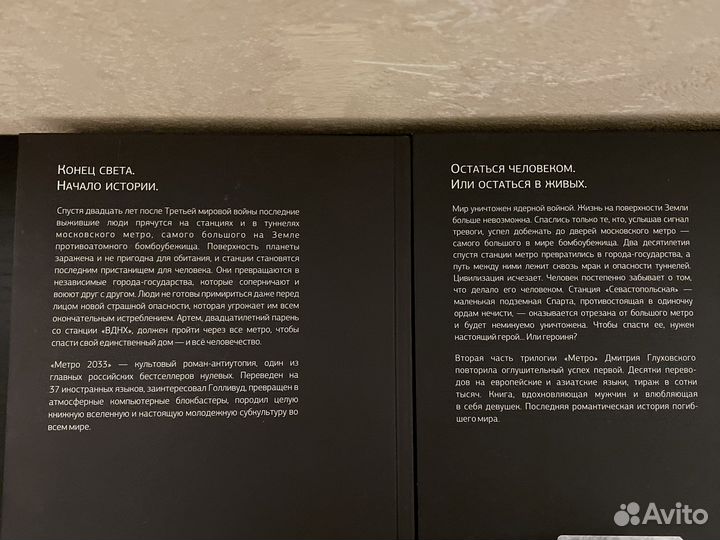 Конец света.
Начало истории.
Спустя двадцать лет после Третьей мировой войны последние
выжившие люди прячутся на станциях и в туннелях
московского метро, самого большого на Земле
противоатомного бомбоубежища. Поверхность планеты
заражена и не пригодна для обитания, и станции становятся
последним пристанищем для человека. Они превращаются в
независимые города-государства, которые соперничают и
воюют друг с другом. Люди не готовы примириться даже перед
лицом новой страшной опасности, которая угрожает им всем
окончательным истреблением. Артем, двадцатилетний парень
со станции «ВДНХ», должен пройти через все метро, чтобы
спасти свой единственный дом — и всё человечество.
«Метро 2033» — культовый роман-антиутопия, один из
главных российских бестселлеров нулевых. Переведен на
37 иностранных языков, заинтересовал Голливуд, превращен в
атмосферные компьютерные блокбастеры, породил целую
книжную вселенную и настоящую молодежную субкультуру во
всем мире.
Остаться человеком.
Или остаться в живых.
Мир уничтожен ядерной войной. Жизнь на поверхности Земли
больше невозможна. Спаслись только те, кто, услышав сигнал
тревоги, успел добежать до дверей московского метро —
самого большого в мире бомбоубежища. Два десятилетия
спустя станции метро превратились в города-государства, а
путь между ними лежит сквозь мрак и опасности туннелей.
Цивилизация исчезает. Человек постепенно забывает о том,
что делало его человеком. Станция «Севастопольская» —
маленькая подземная Спарта, противостоящая в одиночку
ордам нечисти, — оказывается отрезана от большого метро
и будет неминуемо уничтожена. Чтобы спасти ее, нужен
настоящий герой... Или героиня?
Вторая часть трилогии «Метро» Дмитрия Глуховского
повторила оглушительный успех первой. Десятки перево-
дов на европейские и азиатские языки, тираж в сотни
тысяч. Книга, вдохновляющая мужчин и влюбляющая
в себя девушек. Последняя романтическая история погиб-
шего мира.
Avito